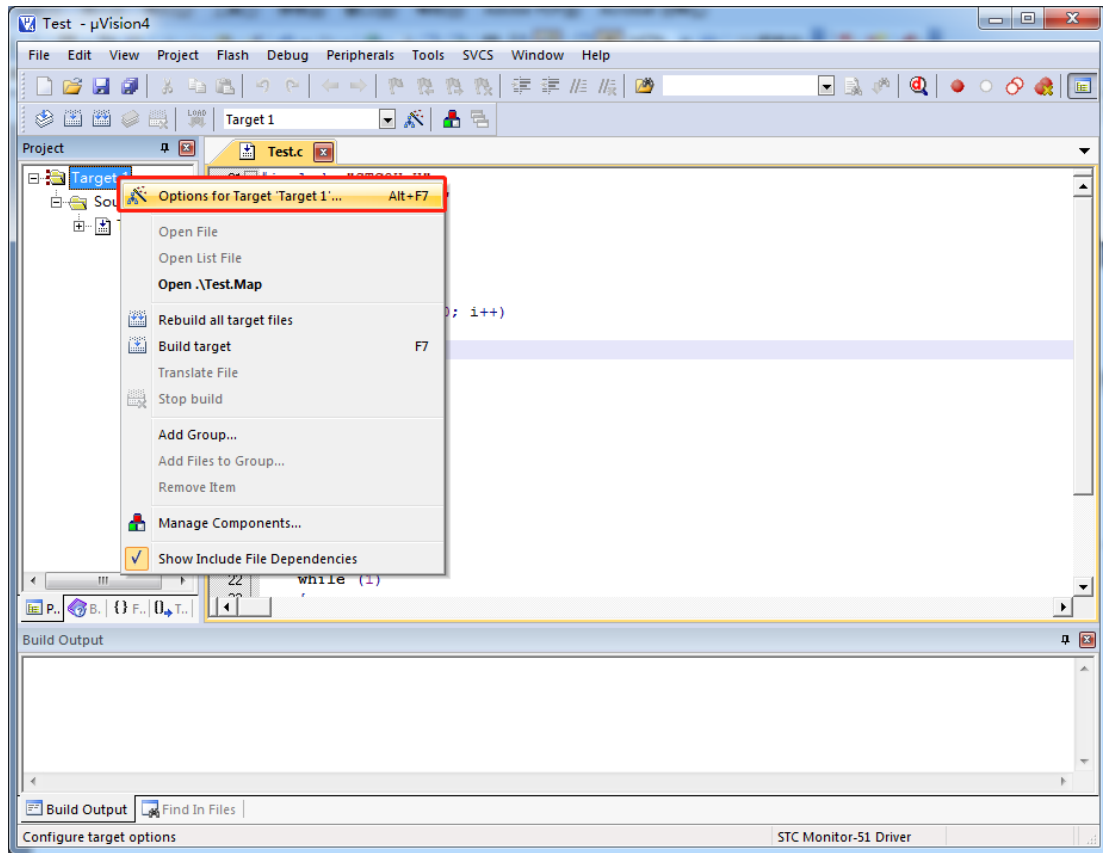 Test - µVision4
File Edit View Project Flash Debug Peripherals Tools SVCS Window Help
LOAD Target 1
Project
Test.c
Target 1
Sou
Options for Target 'Target 1'... Alt+F7
Open File
Open List File
Open .\Test.Map
); i++)
Rebuild all target files
Build target F7
Translate File
Stop build
Add Group...
Add Files to Group...
Remove Item
Manage Components...
Show Include File Dependencies
22 while (1)
P.. B. {} F.. T..
Build Output
Build Output Find In Files
Configure target options STC Monitor-51 Driver